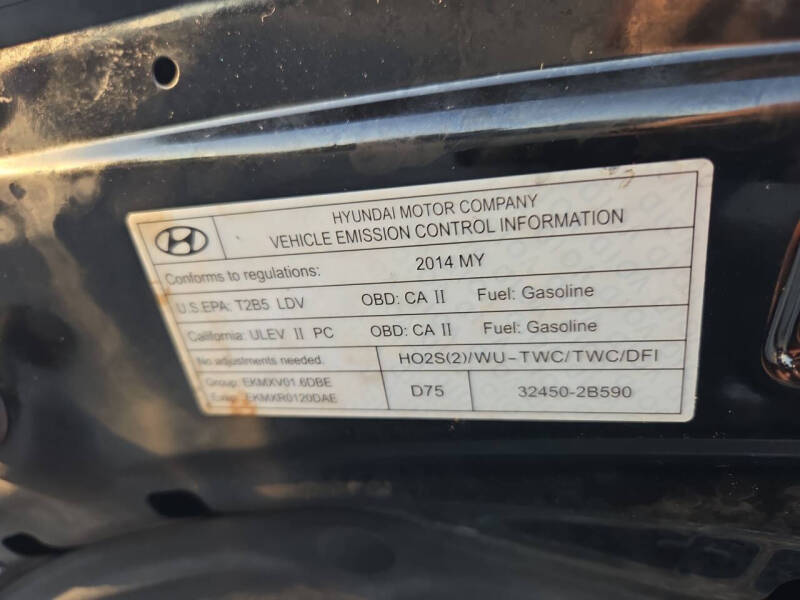 HYUNDAI MOTOR COMPANY
VEHICLE EMISSION CONTROL INFORMATION
Conforms to regulations: 2014 MY
U.S.EPA: T2B5 LDV OBD: CA II Fuel: Gasoline
California: ULEV II PC OBD: CA II Fuel: Gasoline
No adjustments needed. HO2S(2)/WU-TWC/TWC/DFI
Group: EKMXV01.6DBE
Evap: EKMXR0120DAE D75 32450-2B590